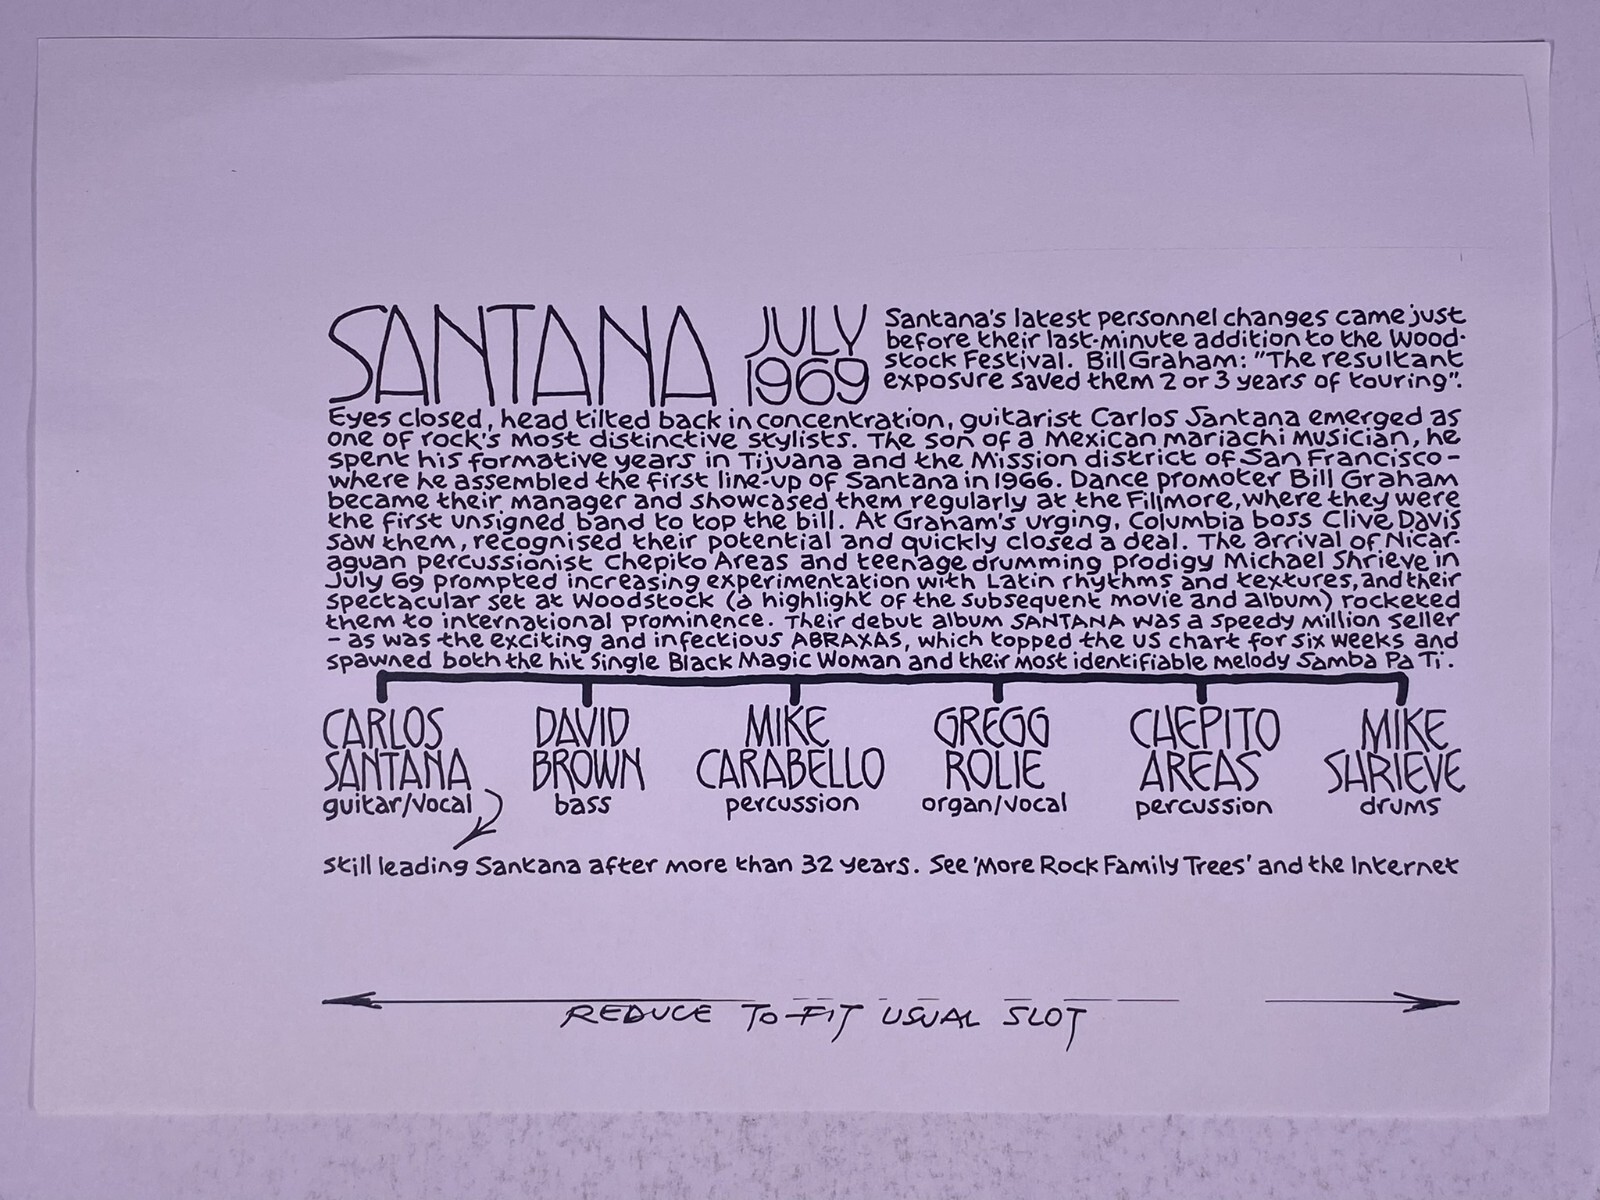 SANTANA JULY 1969
Santana's latest personnel changes came just
before their last-minute addition to the Wood-
stock Festival. Bill Graham: "The resultant
exposure saved them 2 or 3 years of touring".
Eyes closed, head tilted back in concentration, guitarist Carlos Santana emerged as
one of rock's most distinctive stylists. The son of a Mexican mariachi musician, he
spent his formative years in Tijuana and the Mission district of San Francisco –
where he assembled the first line-up of Santana in 1966. Dance promoter Bill Graham
became their manager and showcased them regularly at the Fillmore, where they were
the first unsigned band to top the bill. At Graham's urging, Columbia boss Clive Davis
saw them, recognised their potential and quickly closed a deal. The arrival of Nicar-
aguan percussionist Chepito Areas and teenage drumming prodigy Michael Shrieve in
July 69 prompted increasing experimentation with Latin rhythms and textures, and their
spectacular set at Woodstock (a highlight of the subsequent movie and album) rocketed
them to international prominence. Their debut album SANTANA was a speedy million seller
– as was the exciting and infectious ABRAXAS, which topped the US chart for six weeks and
spawned both the hit single Black Magic Woman and their most identifiable melody Samba Pa Ti.
CARLOS SANTANA
guitar/vocal
DAVID BROWN
bass
MIKE CARABELLO
percussion
GREGG ROLIE
organ/vocal
CHEPITO AREAS
percussion
MIKE SHRIEVE
drums
still leading Santana after more than 32 years. See 'More Rock Family Trees' and the Internet
REDUCE TO FIT USUAL SLOT